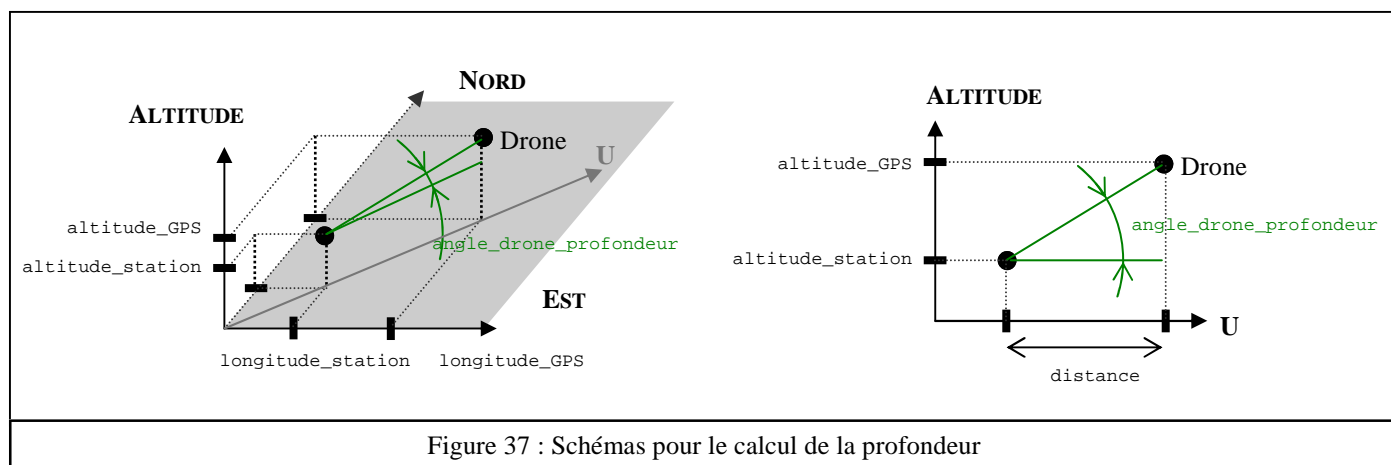 NORD
ALTITUDE
Drone
U
altitude_GPS
angle_drone_profondeur
altitude_station
EST
longitude_station
longitude_GPS
ALTITUDE
altitude_GPS
Drone
angle_drone_profondeur
altitude_station
U
distance
Figure 37 : Schémas pour le calcul de la profondeur